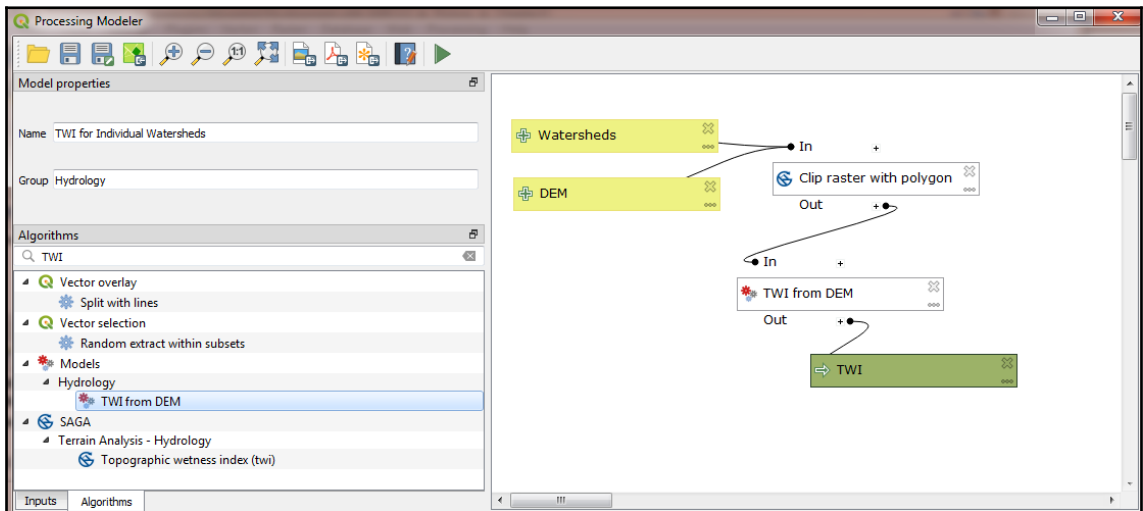 Processing Modeler
Model properties
Name TWI for Individual Watersheds
Group Hydrology
Algorithms
TWI
Vector overlay
Split with lines
Vector selection
Random extract within subsets
Models
Hydrology
TWI from DEM
SAGA
Terrain Analysis - Hydrology
Topographic wetness index (twi)
Inputs Algorithms
Watersheds
DEM
In +
Clip raster with polygon
Out +
In +
TWI from DEM
Out +
TWI